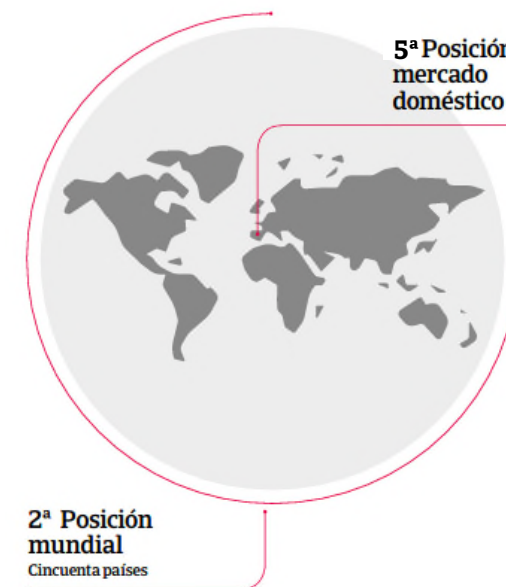 5ª Posición
mercado
doméstico
2ª Posición
mundial
Cincuenta países